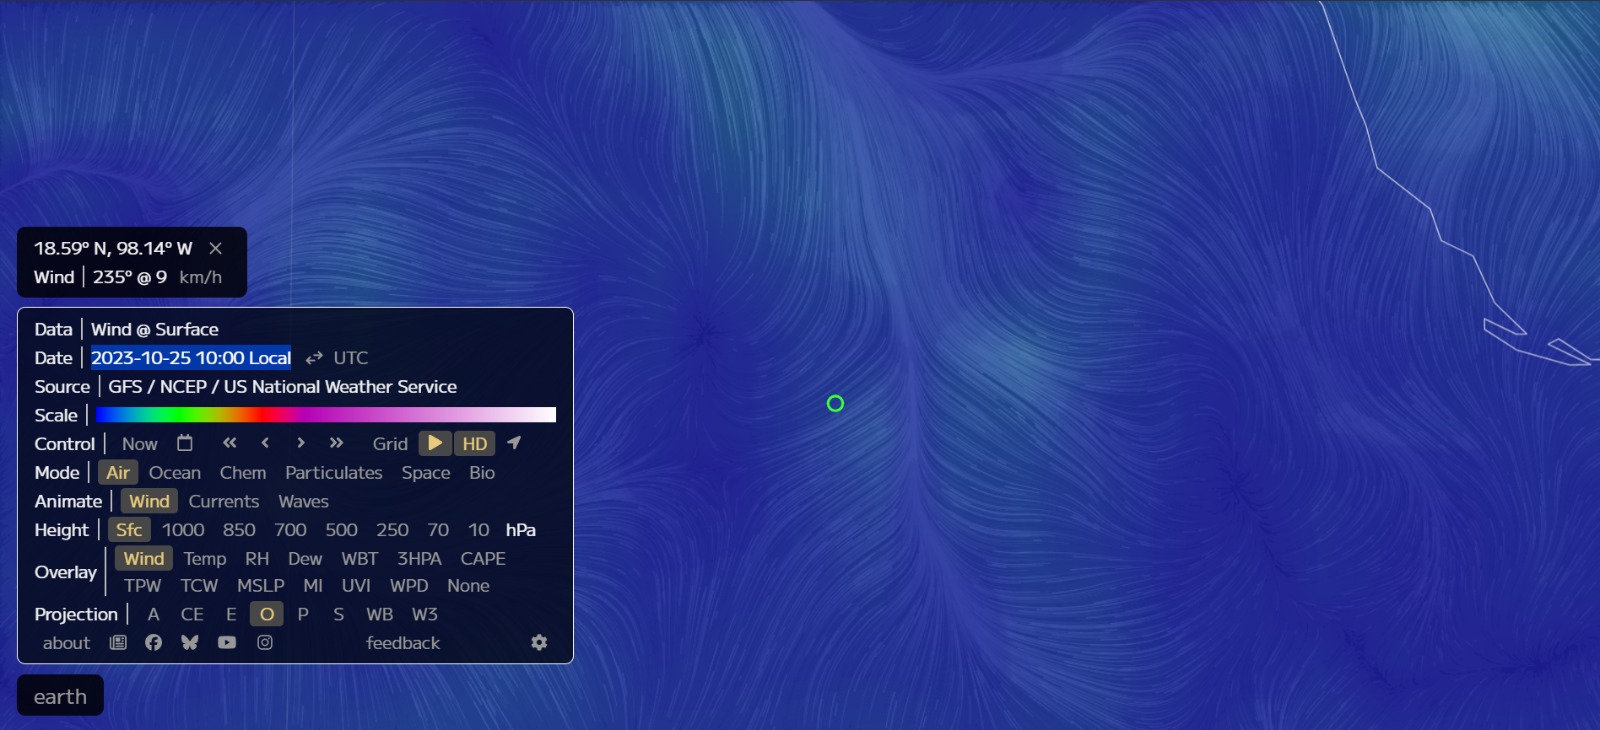 18.59° N, 98.14° W ×
Wind | 235° @ 9 km/h
Data | Wind @ Surface
Date | 2023-10-25 10:00 Local ⇄ UTC
Source | GFS / NCEP / US National Weather Service
Scale |
Control | Now « ‹ › » Grid HD
Mode | Air Ocean Chem Particulates Space Bio
Animate | Wind Currents Waves
Height | Sfc 1000 850 700 500 250 70 10 hPa
Overlay | Wind Temp RH Dew WBT 3HPA CAPE
TPW TCW MSLP MI UVI WPD None
Projection | A CE E O P S WB W3
about feedback
earth